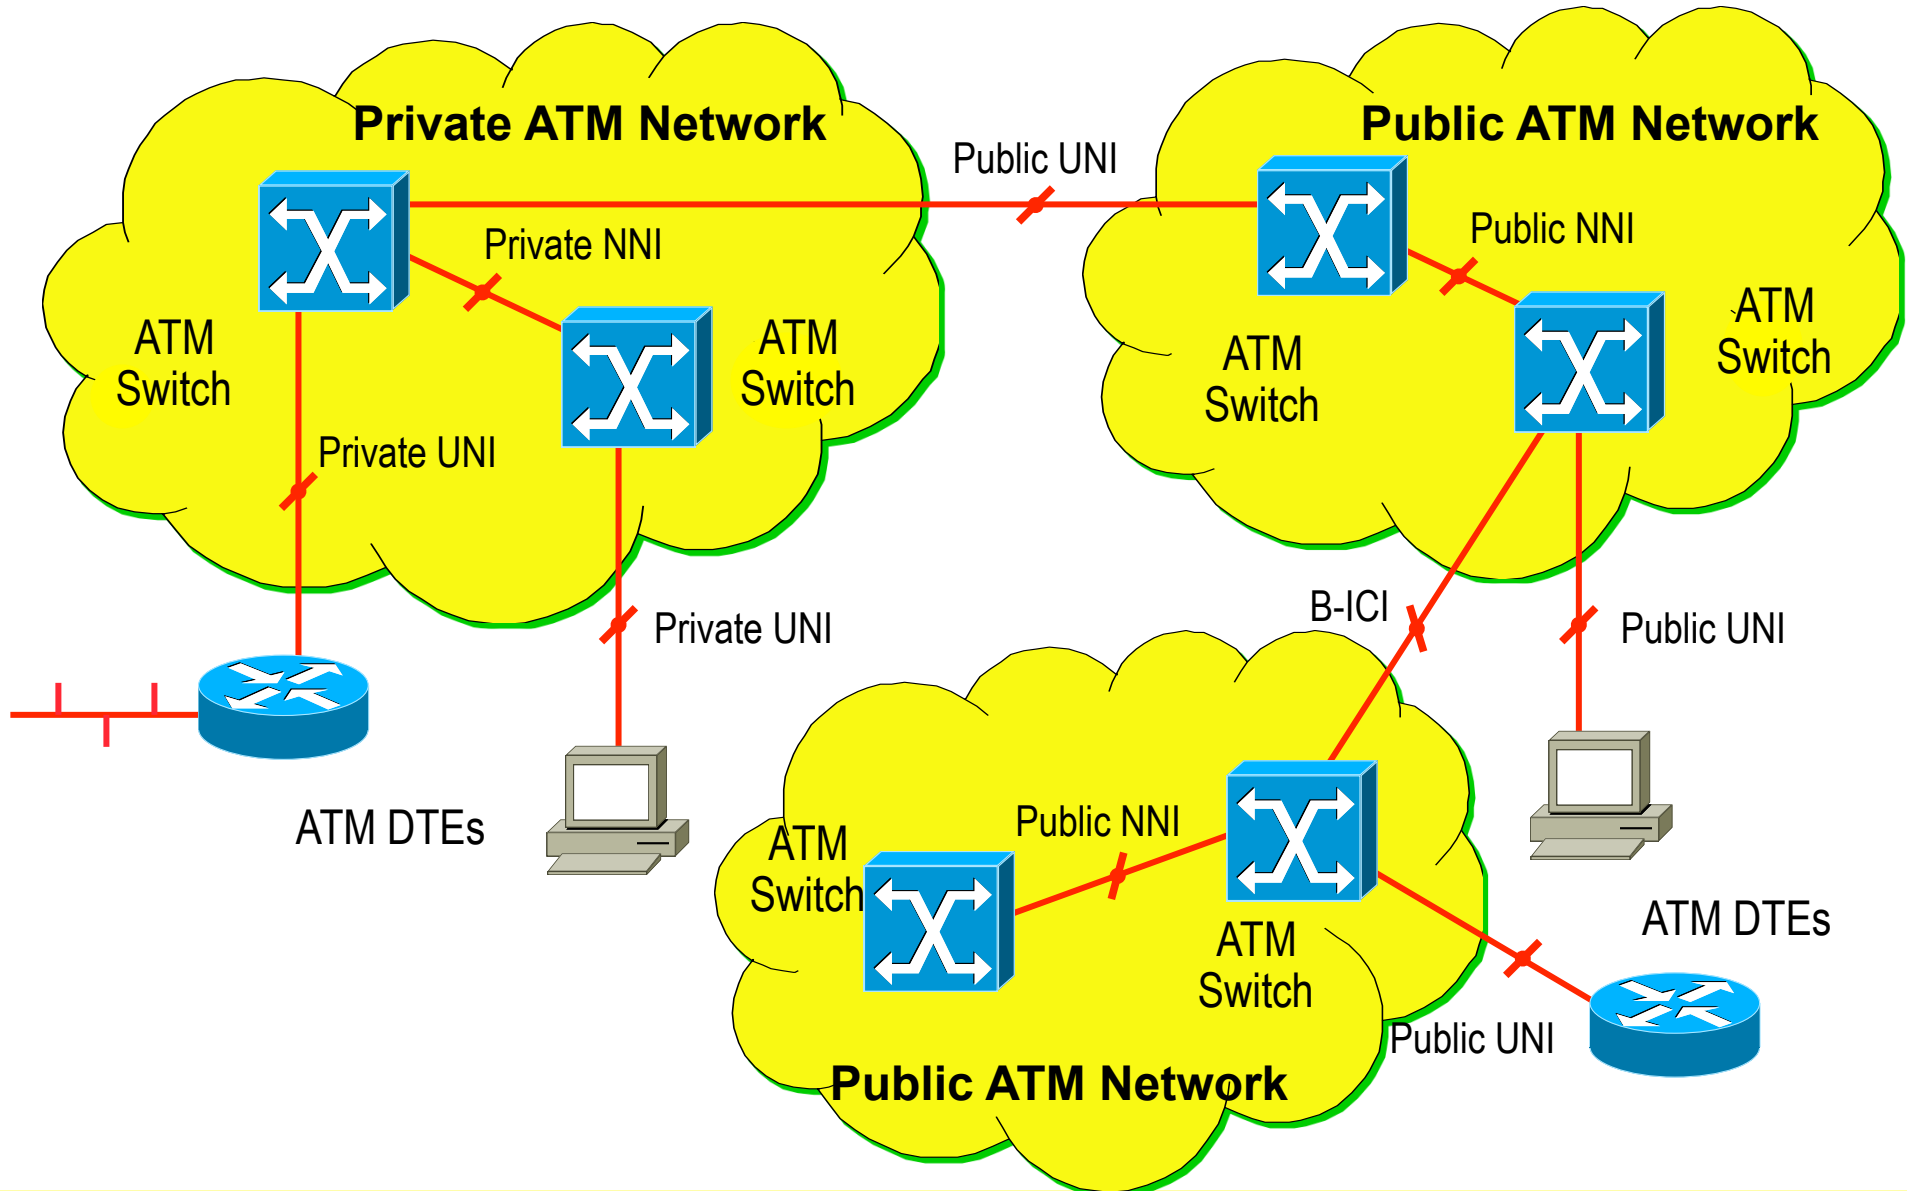 Private ATM Network
Public ATM Network
Public UNI
Private NNI
Public NNI
ATM
Switch
ATM
Switch
ATM
Switch
ATM
Switch
Private UNI
Private UNI
B-ICI
Public UNI
ATM DTEs
Public NNI
ATM
Switch
ATM DTEs
ATM
Switch
Public UNI
Public ATM Network